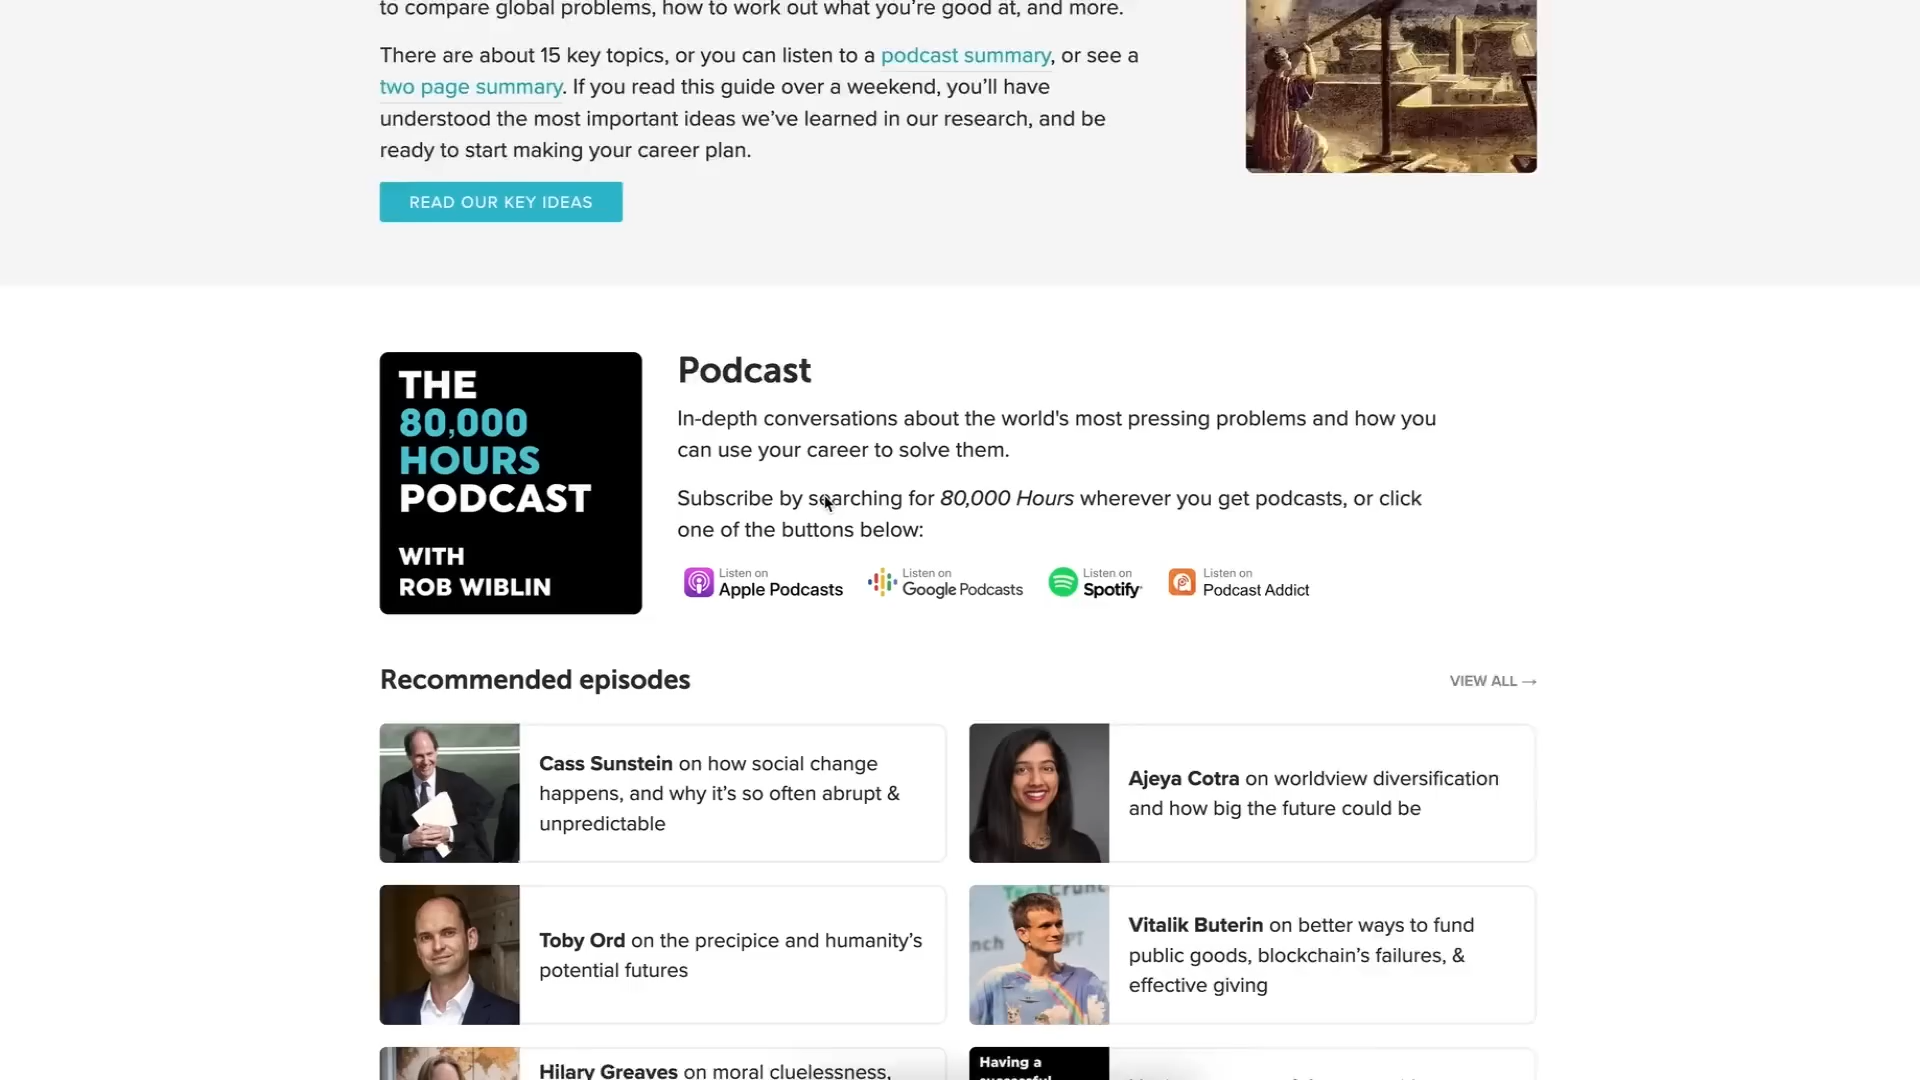 to compare global problems, how to work out what you're good at, and more.
There are about 15 key topics, or you can listen to a podcast summary, or see a
two page summary. If you read this guide over a weekend, you'll have
understood the most important ideas we've learned in our research, and be
ready to start making your career plan.
READ OUR KEY IDEAS
THE
80,000
HOURS
PODCAST
WITH
ROB WIBLIN
Podcast
In-depth conversations about the world's most pressing problems and how you
can use your career to solve them.
Subscribe by searching for 80,000 Hours wherever you get podcasts, or click
one of the buttons below:
Listen on
Apple Podcasts
Listen on
Google Podcasts
Listen on
Spotify
Listen on
Podcast Addict
Recommended episodes
VIEW ALL →
Cass Sunstein on how social change
happens, and why it's so often abrupt &
unpredictable
Ajeya Cotra on worldview diversification
and how big the future could be
Toby Ord on the precipice and humanity's
potential futures
Vitalik Buterin on better ways to fund
public goods, blockchain's failures, &
effective giving
Hilary Greaves on moral cluelessness,
Having a
successful